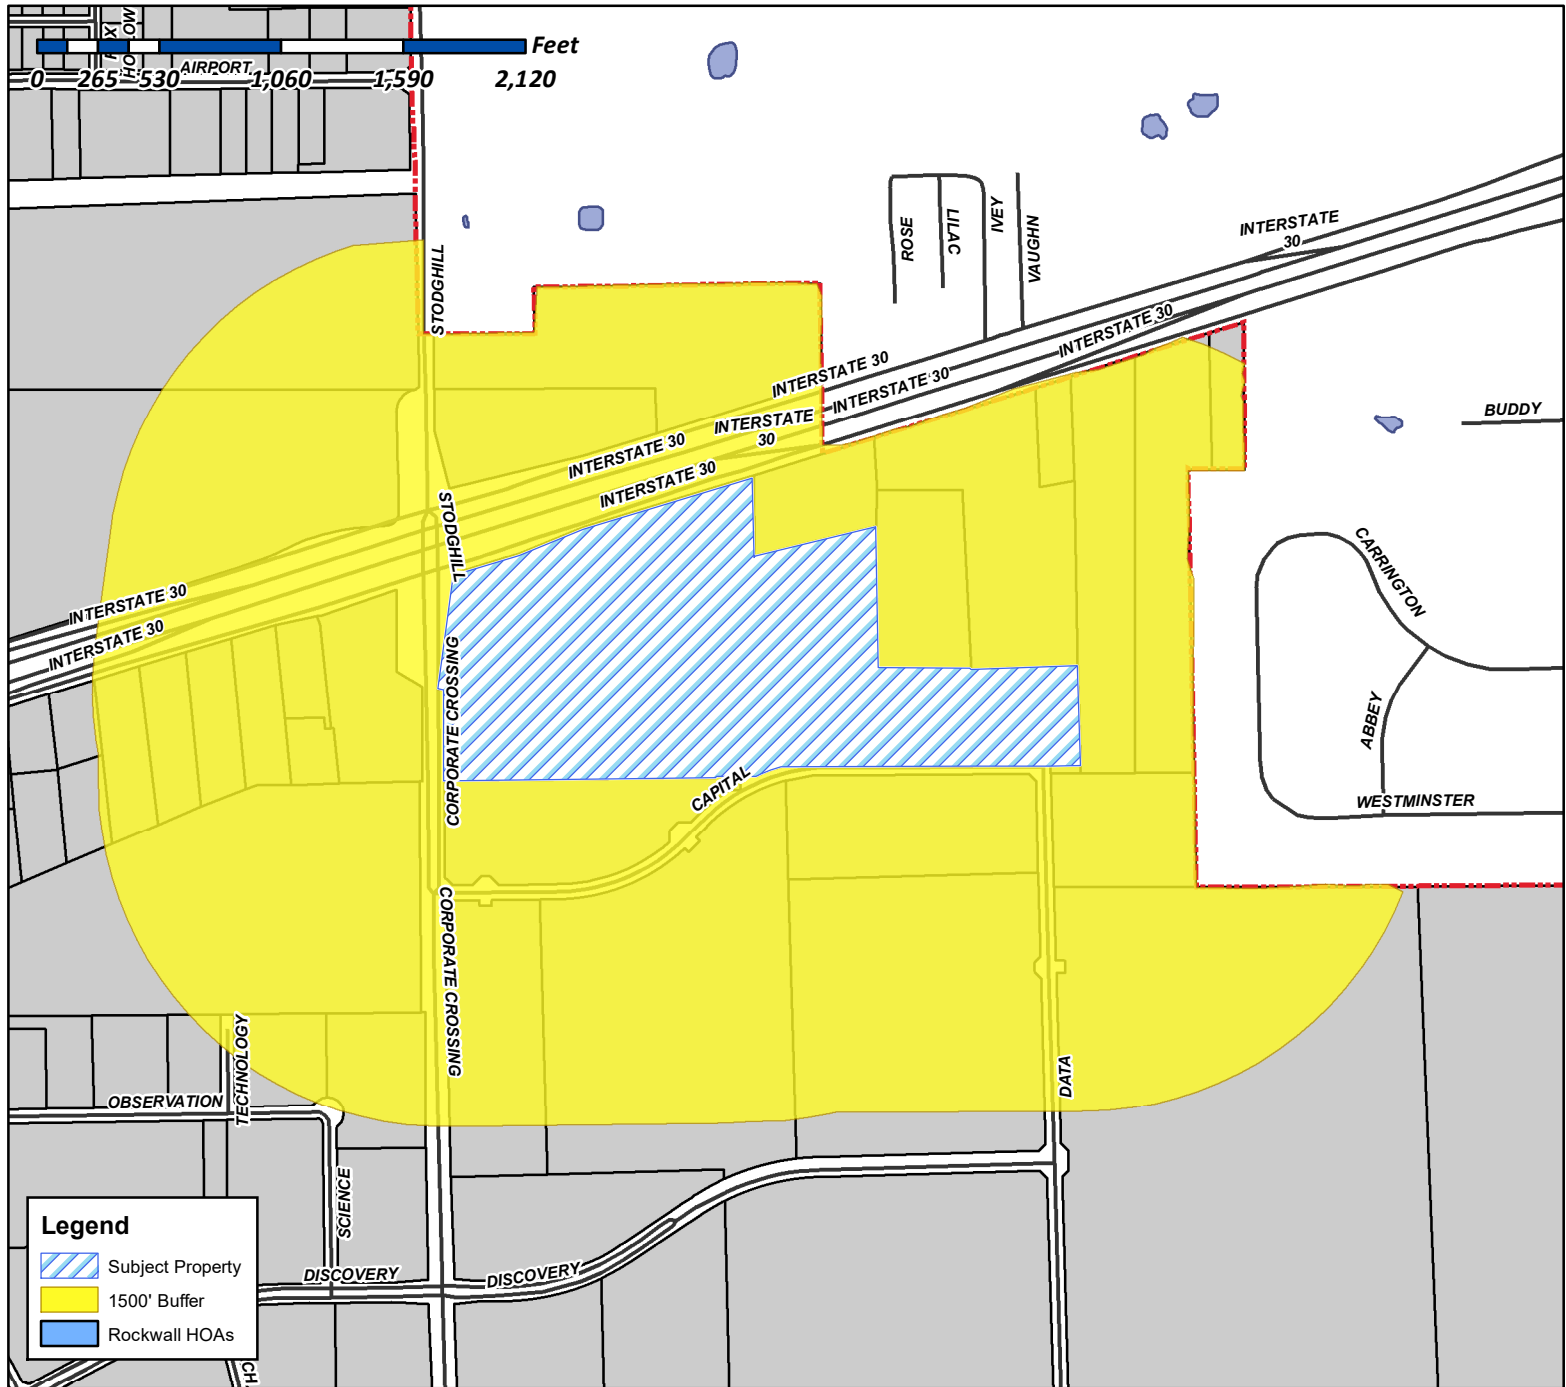 FOX
HOLLOW
Feet
AIRPORT
0 265 530 1,060 1,590 2,120
STODGHILL
ROSE
LILAC
IVEY
VAUGHN
INTERSTATE
30
INTERSTATE 30
INTERSTATE 30
INTERSTATE 30
INTERSTATE
30
INTERSTATE 30
INTERSTATE 30
BUDDY
STODGHILL
CARRINGTON
INTERSTATE 30
INTERSTATE 30
CORPORATE CROSSING
ABBEY
CAPITAL
WESTMINSTER
CORPORATE CROSSING
TECHNOLOGY
DATA
OBSERVATION
SCIENCE
DISCOVERY
DISCOVERY
Legend
Subject Property
1500' Buffer
Rockwall HOAs